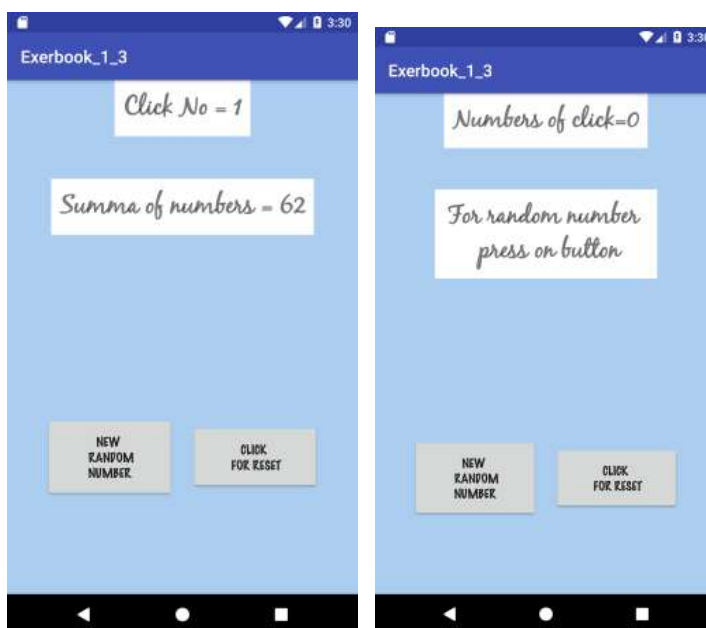 3:30
Exerbook_1_3
Click No = 1
Summa of numbers = 62
NEW
RANDOM
NUMBER
CLICK
FOR RESET
3:30
Exerbook_1_3
Numbers of click=0
For random number
press on button
NEW
RANDOM
NUMBER
CLICK
FOR RESET